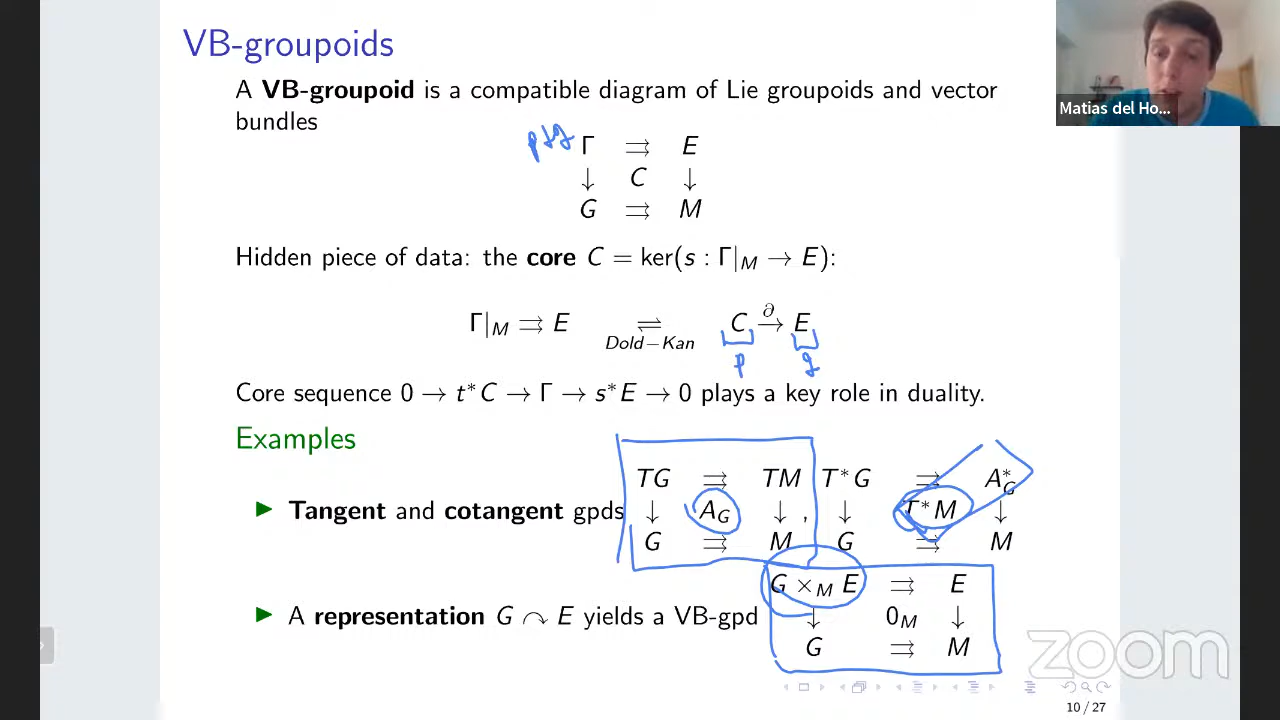 VB-groupoids
A VB-groupoid is a compatible diagram of Lie groupoids and vector
bundles
Matias del Ho...
p+q Γ ⇉ E
↓ C ↓
G ⇉ M
Hidden piece of data: the core C = ker(s : Γ|_M → E):
Γ|_M ⇉ E ⇌ C →^∂ E
Dold−Kan
p q
Core sequence 0 → t*C → Γ → s*E → 0 plays a key role in duality.
Examples
TG ⇉ TM T*G ⇉ A*_G
▶ Tangent and cotangent gpds ↓ A_G ↓ , ↓ T*M ↓
G ⇉ M G ⇉ M
G ×_M E ⇉ E
▶ A representation G ↷ E yields a VB-gpd ↓ 0_M ↓
G ⇉ M
zoom
10 / 27